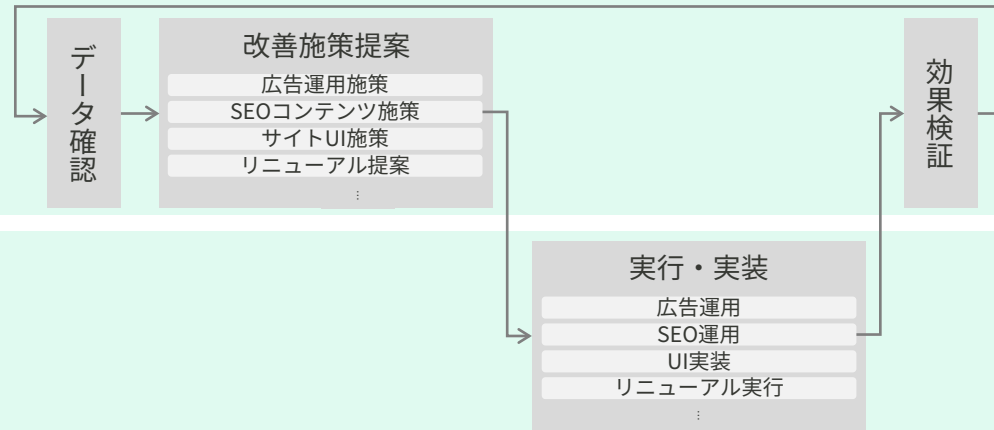 データ確認
改善施策提案
広告運用施策
SEOコンテンツ施策
サイトUI施策
リニューアル提案
…
効果検証
実行・実装
広告運用
SEO運用
UI実装
リニューアル実行
…